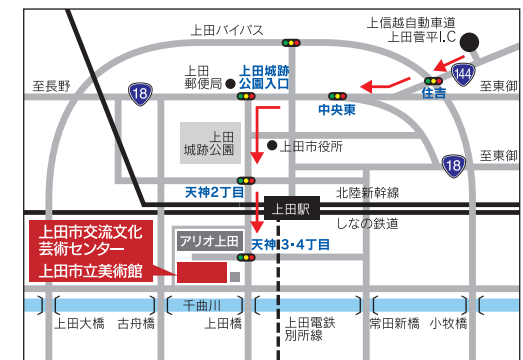 上信越自動車道
上田菅平I.C
上田バイパス
144
住吉
至東御
上田
郵便局
上田城跡
公園入口
中央東
至長野
18
上田
城跡公園
上田市役所
18
至東御
天神2丁目
北陸新幹線
上田駅
しなの鉄道
上田市交流文化
芸術センター
上田市立美術館
アリオ上田
天神3・4丁目
千曲川
上田大橋
古舟橋
上田橋
上田電鉄
別所線
常田新橋
小牧橋